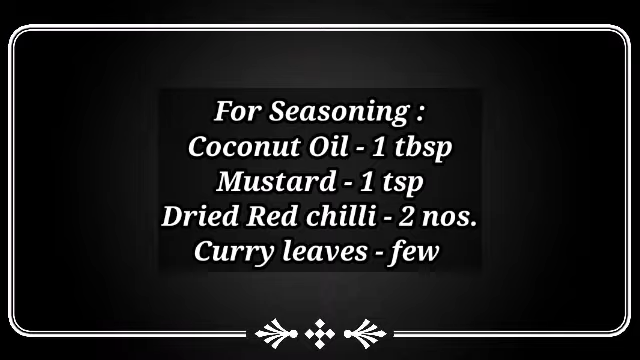 For Seasoning :
Coconut Oil - 1 tbsp
Mustard - 1 tsp
Dried Red chilli - 2 nos.
Curry leaves - few